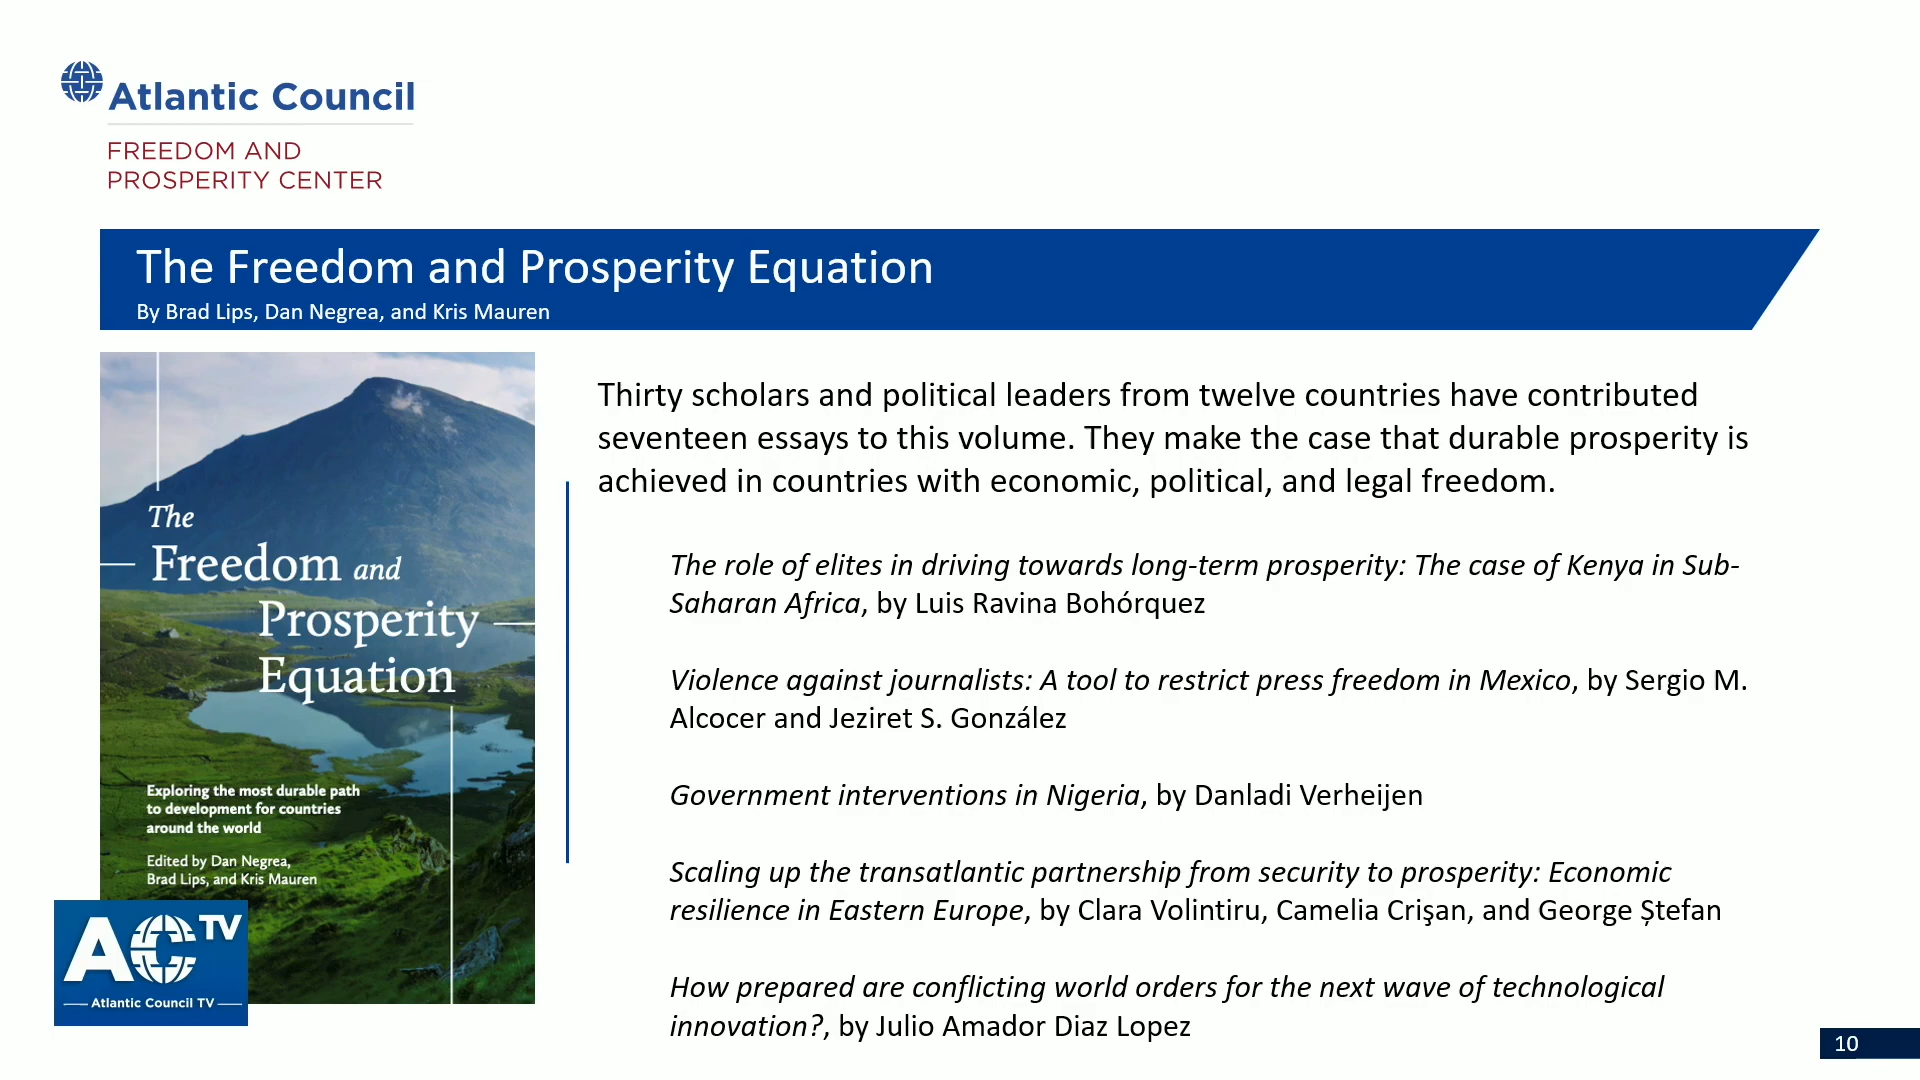 Atlantic Council
FREEDOM AND
PROSPERITY CENTER
The Freedom and Prosperity Equation
By Brad Lips, Dan Negrea, and Kris Mauren
The
Freedom and
Prosperity
Equation
Exploring the most durable path
to development for countries
around the world
Edited by Dan Negrea,
Brad Lips, and Kris Mauren
AC TV
Atlantic Council TV
Thirty scholars and political leaders from twelve countries have contributed
seventeen essays to this volume. They make the case that durable prosperity is
achieved in countries with economic, political, and legal freedom.
The role of elites in driving towards long-term prosperity: The case of Kenya in Sub-
Saharan Africa, by Luis Ravina Bohórquez
Violence against journalists: A tool to restrict press freedom in Mexico, by Sergio M.
Alcocer and Jeziret S. González
Government interventions in Nigeria, by Danladi Verheijen
Scaling up the transatlantic partnership from security to prosperity: Economic
resilience in Eastern Europe, by Clara Volintiru, Camelia Crişan, and George Ștefan
How prepared are conflicting world orders for the next wave of technological
innovation?, by Julio Amador Diaz Lopez
10